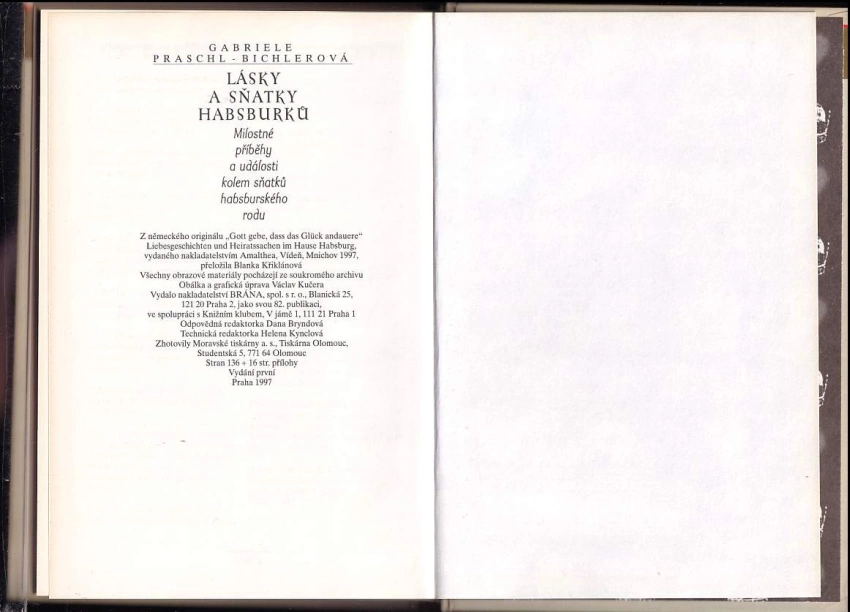 GABRIELE
PRASCHL-BICHLEROVÁ
LÁSKY
A SŇATKY
HABSBURKŮ
Milostné
příběhy
a události
kolem sňatků
habsburského
rodu
Z německého originálu „Gott gebe, dass das Glück andauere“
Liebesgeschichten und Heiratssachen im Hause Habsburg,
vydaného nakladatelstvím Amalthea, Vídeň, Mnichov 1997,
přeložila Blanka Křiklánová
Všechny obrazové materiály pocházejí ze soukromého archivu
Obálka a grafická úprava Václav Kučera
Vydalo nakladatelství BRÁNA, spol. s r. o., Blanická 25,
121 20 Praha 2, jako svou 82. publikaci,
ve spolupráci s Knižním klubem, V jámě 1, 111 21 Praha 1
Odpovědná redaktorka Dana Bryndová
Technická redaktorka Helena Kynclová
Zhotovily Moravské tiskárny a. s., Tiskárna Olomouc,
Studentská 5, 771 64 Olomouc
Stran 136 + 16 str. přílohy
Vydání první
Praha 1997